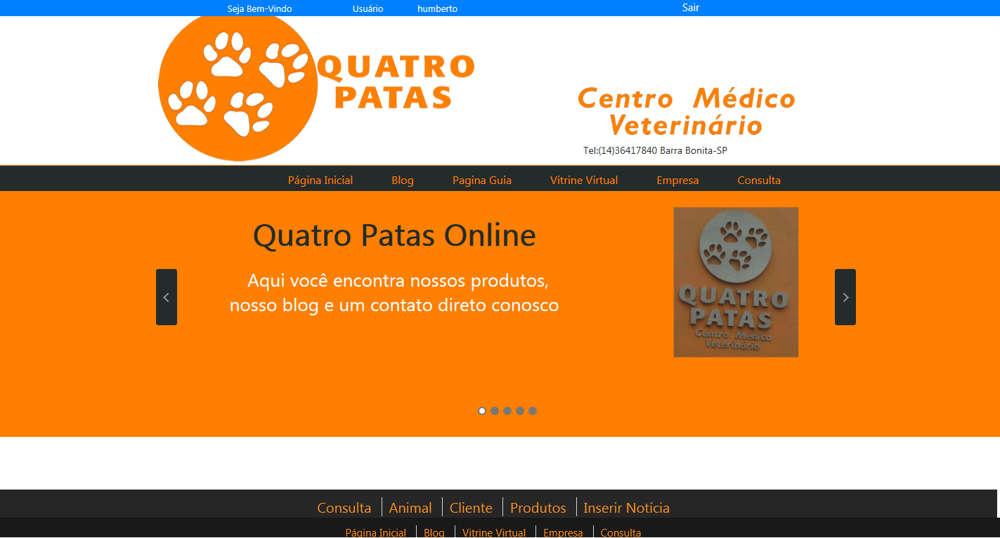 Seja Bem-Vindo Usuário humberto Sair
QUATRO
PATAS
Centro Médico
Veterinário
Tel:(14)36417840 Barra Bonita-SP
Página Inicial Blog Pagina Guia Vitrine Virtual Empresa Consulta
Quatro Patas Online
Aqui você encontra nossos produtos,
nosso blog e um contato direto conosco
QUATRO
PATAS
Centro Médico
Veterinário
Consulta Animal Cliente Produtos Inserir Notícia
Página Inicial Blog Vitrine Virtual Empresa Consulta